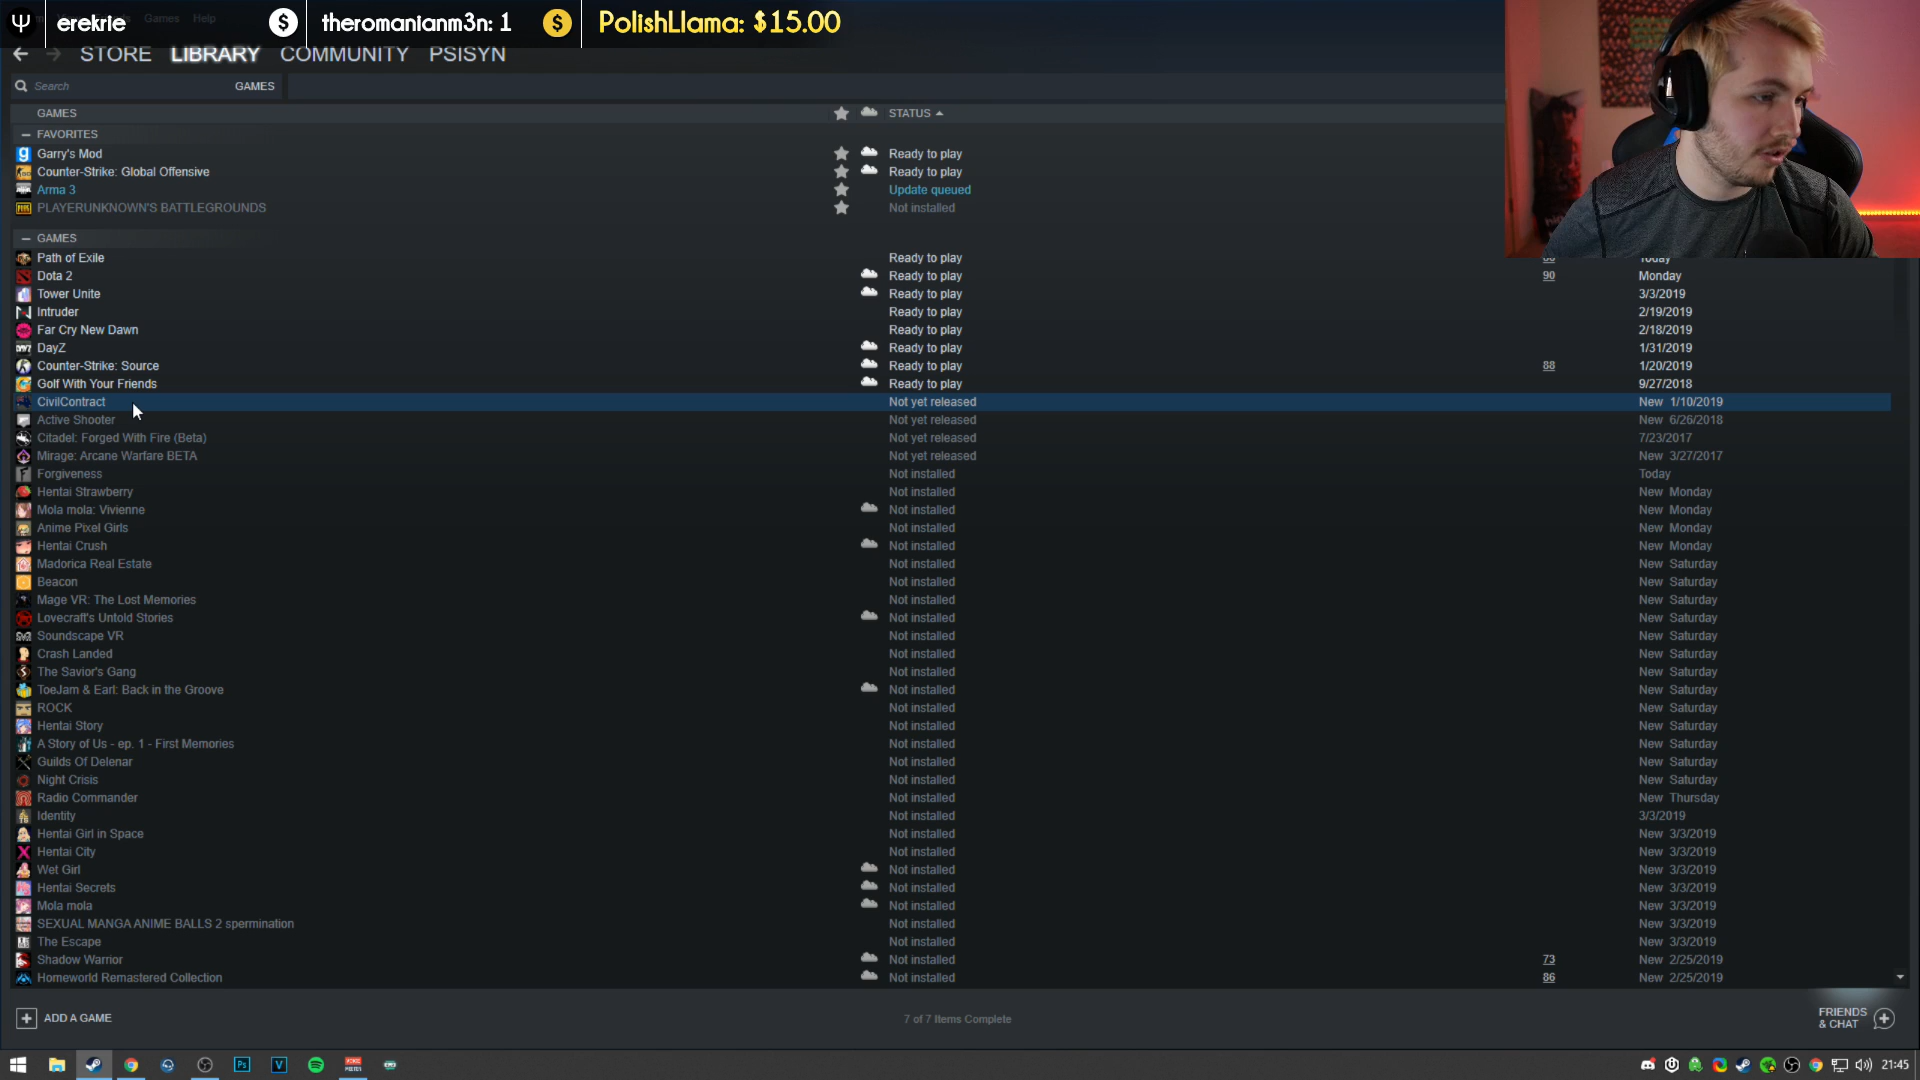 erekrie $ theromanianm3n: 1 $ PolishLlama: $15.00
Games Help
STORE LIBRARY COMMUNITY PSISYN
Search GAMES
GAMES STATUS
— FAVORITES
Garry's Mod Ready to play
Counter-Strike: Global Offensive Ready to play
Arma 3 Update queued
PLAYERUNKNOWN'S BATTLEGROUNDS Not installed
— GAMES
Path of Exile Ready to play Today
Dota 2 Ready to play 90 Monday
Tower Unite Ready to play 3/3/2019
Intruder Ready to play 2/19/2019
Far Cry New Dawn Ready to play 2/18/2019
DayZ Ready to play 1/31/2019
Counter-Strike: Source Ready to play 88 1/20/2019
Golf With Your Friends Ready to play 9/27/2018
CivilContract Not yet released New 1/10/2019
Active Shooter Not yet released New 6/26/2018
Citadel: Forged With Fire (Beta) Not yet released 7/23/2017
Mirage: Arcane Warfare BETA Not yet released New 3/27/2017
Forgiveness Not installed Today
Hentai Strawberry Not installed New Monday
Mola mola: Vivienne Not installed New Monday
Anime Pixel Girls Not installed New Monday
Hentai Crush Not installed New Monday
Madorica Real Estate Not installed New Saturday
Beacon Not installed New Saturday
Mage VR: The Lost Memories Not installed New Saturday
Lovecraft's Untold Stories Not installed New Saturday
Soundscape VR Not installed New Saturday
Crash Landed Not installed New Saturday
The Savior's Gang Not installed New Saturday
ToeJam & Earl: Back in the Groove Not installed New Saturday
ROCK Not installed New Saturday
Hentai Story Not installed New Saturday
A Story of Us - ep. 1 - First Memories Not installed New Saturday
Guilds Of Delenar Not installed New Saturday
Night Crisis Not installed New Saturday
Radio Commander Not installed New Thursday
Identity Not installed 3/3/2019
Hentai Girl in Space Not installed New 3/3/2019
Hentai City Not installed New 3/3/2019
Wet Girl Not installed New 3/3/2019
Hentai Secrets Not installed New 3/3/2019
Mola mola Not installed New 3/3/2019
SEXUAL MANGA ANIME BALLS 2 spermination Not installed New 3/3/2019
The Escape Not installed New 3/3/2019
Shadow Warrior Not installed 73 New 2/25/2019
Homeworld Remastered Collection Not installed 86 New 2/25/2019
+ ADD A GAME 7 of 7 Items Complete FRIENDS
& CHAT
Ps V 21:45